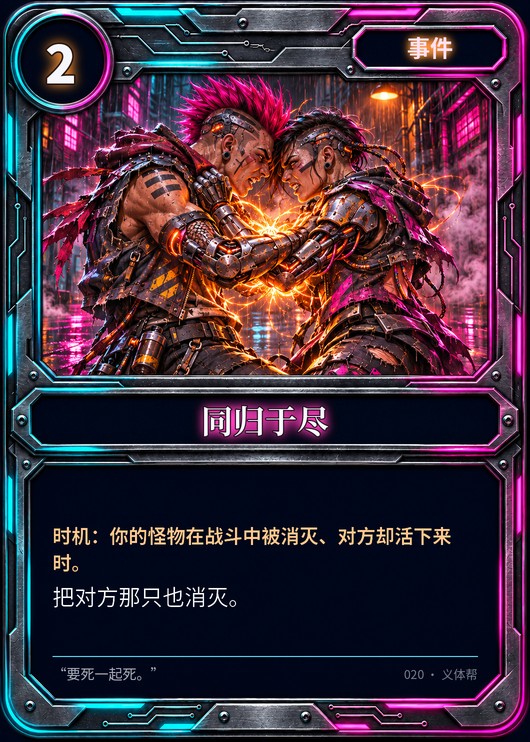 2
事件
同归于尽
时机：你的怪物在战斗中被消灭、对方却活下来
时。
把对方那只也消灭。
“要死一起死。”
020 · 义体帮